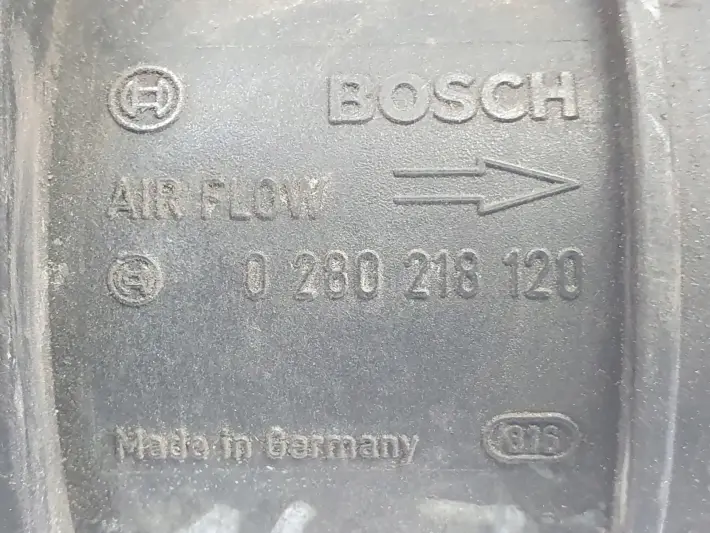 BOSCH
AIR FLOW
0 280 218 120
Made in Germany